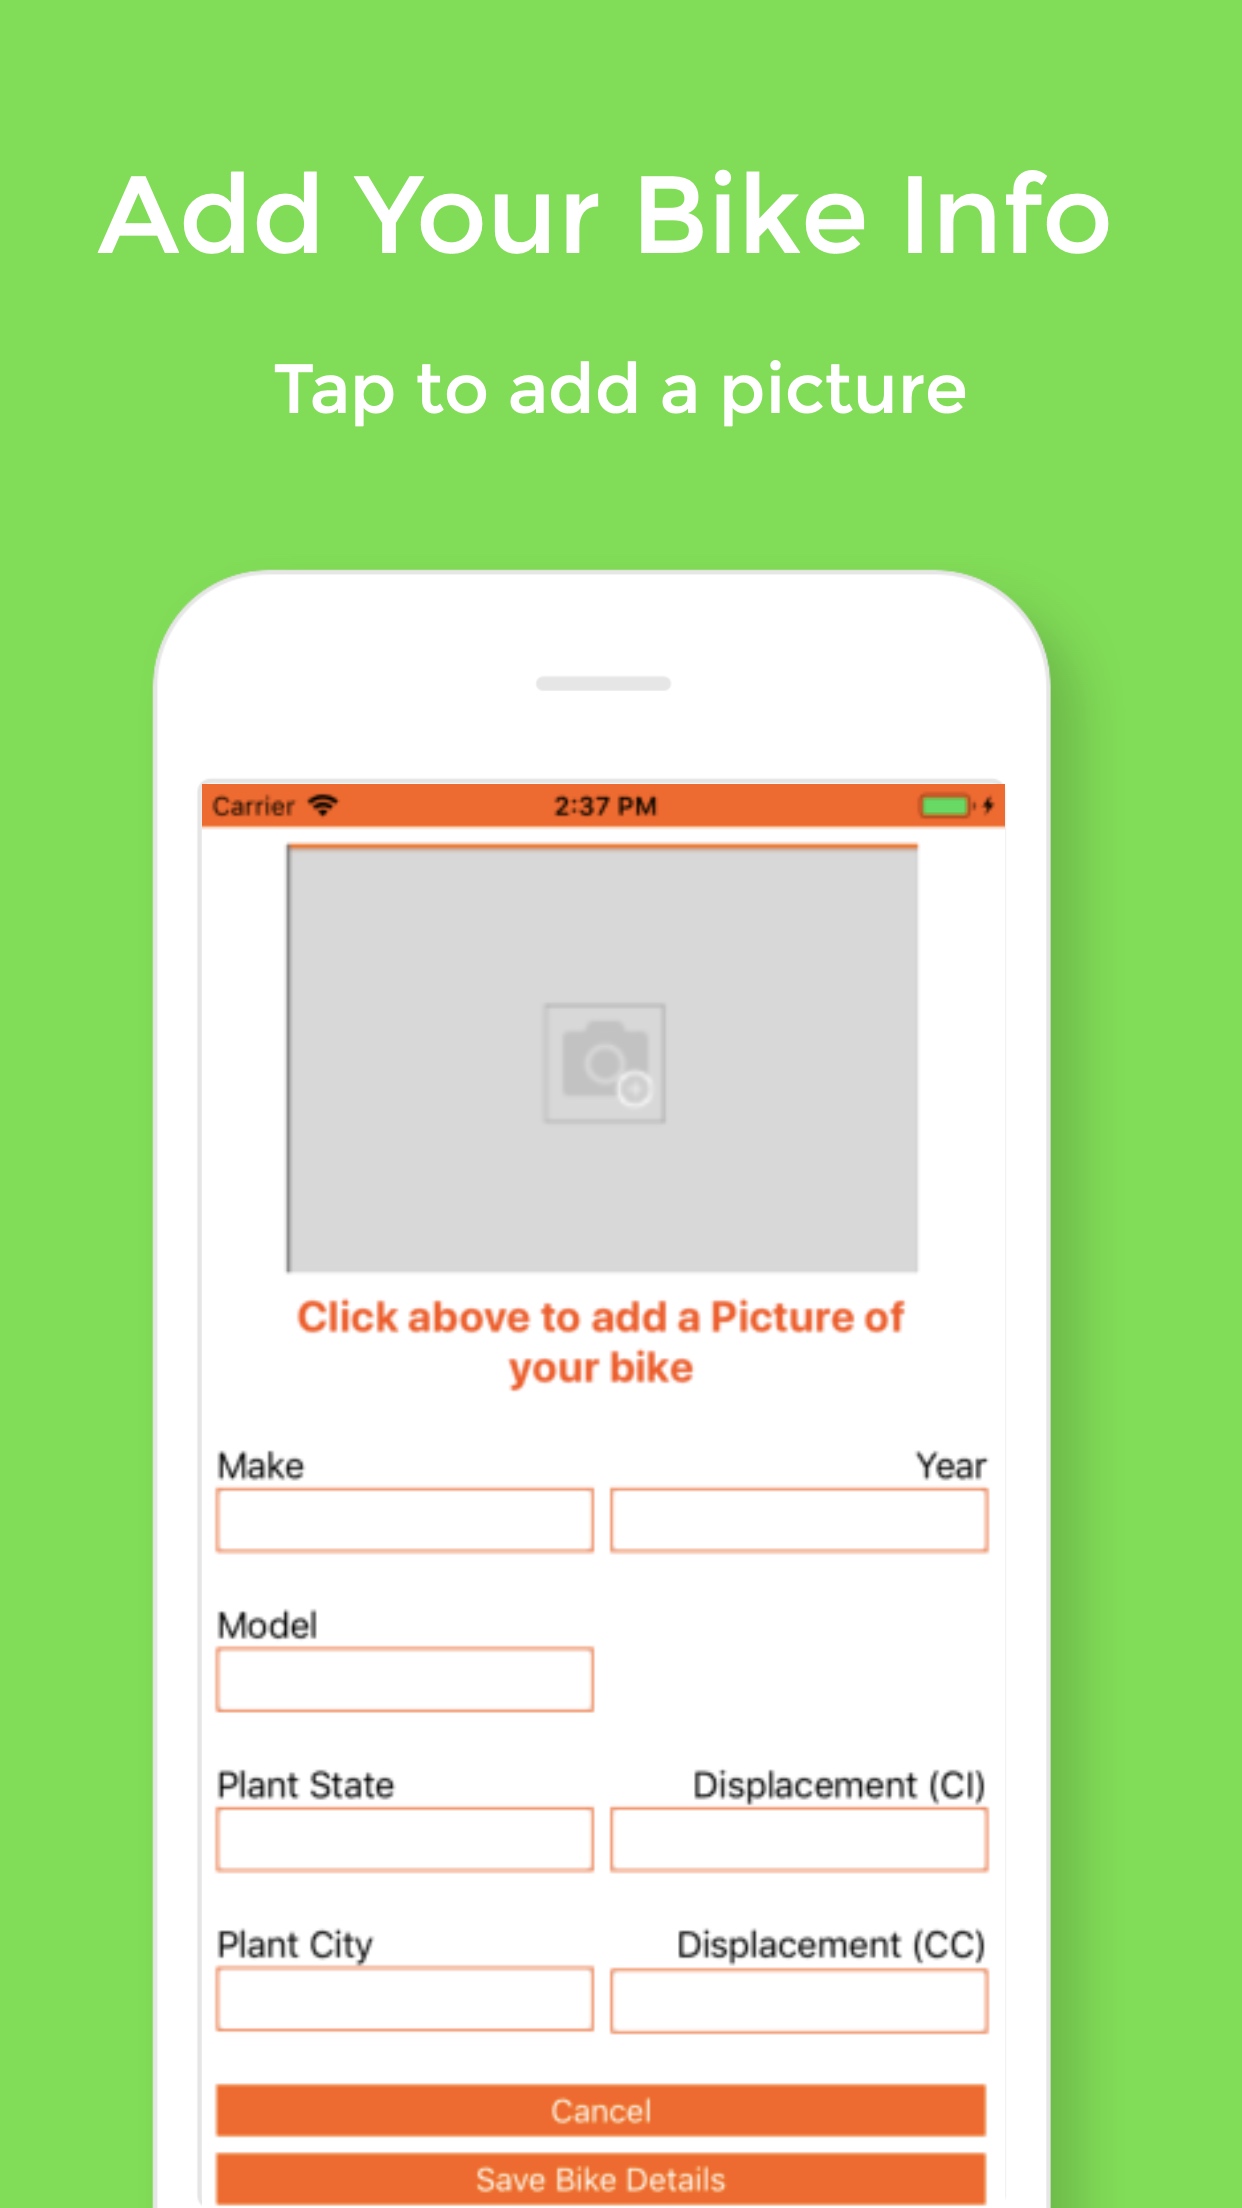 Add Your Bike Info
Tap to add a picture
Carrier 2:37 PM
Click above to add a Picture of
your bike
Make Year
Model
Plant State Displacement (CI)
Plant City Displacement (CC)
Cancel
Save Bike Details